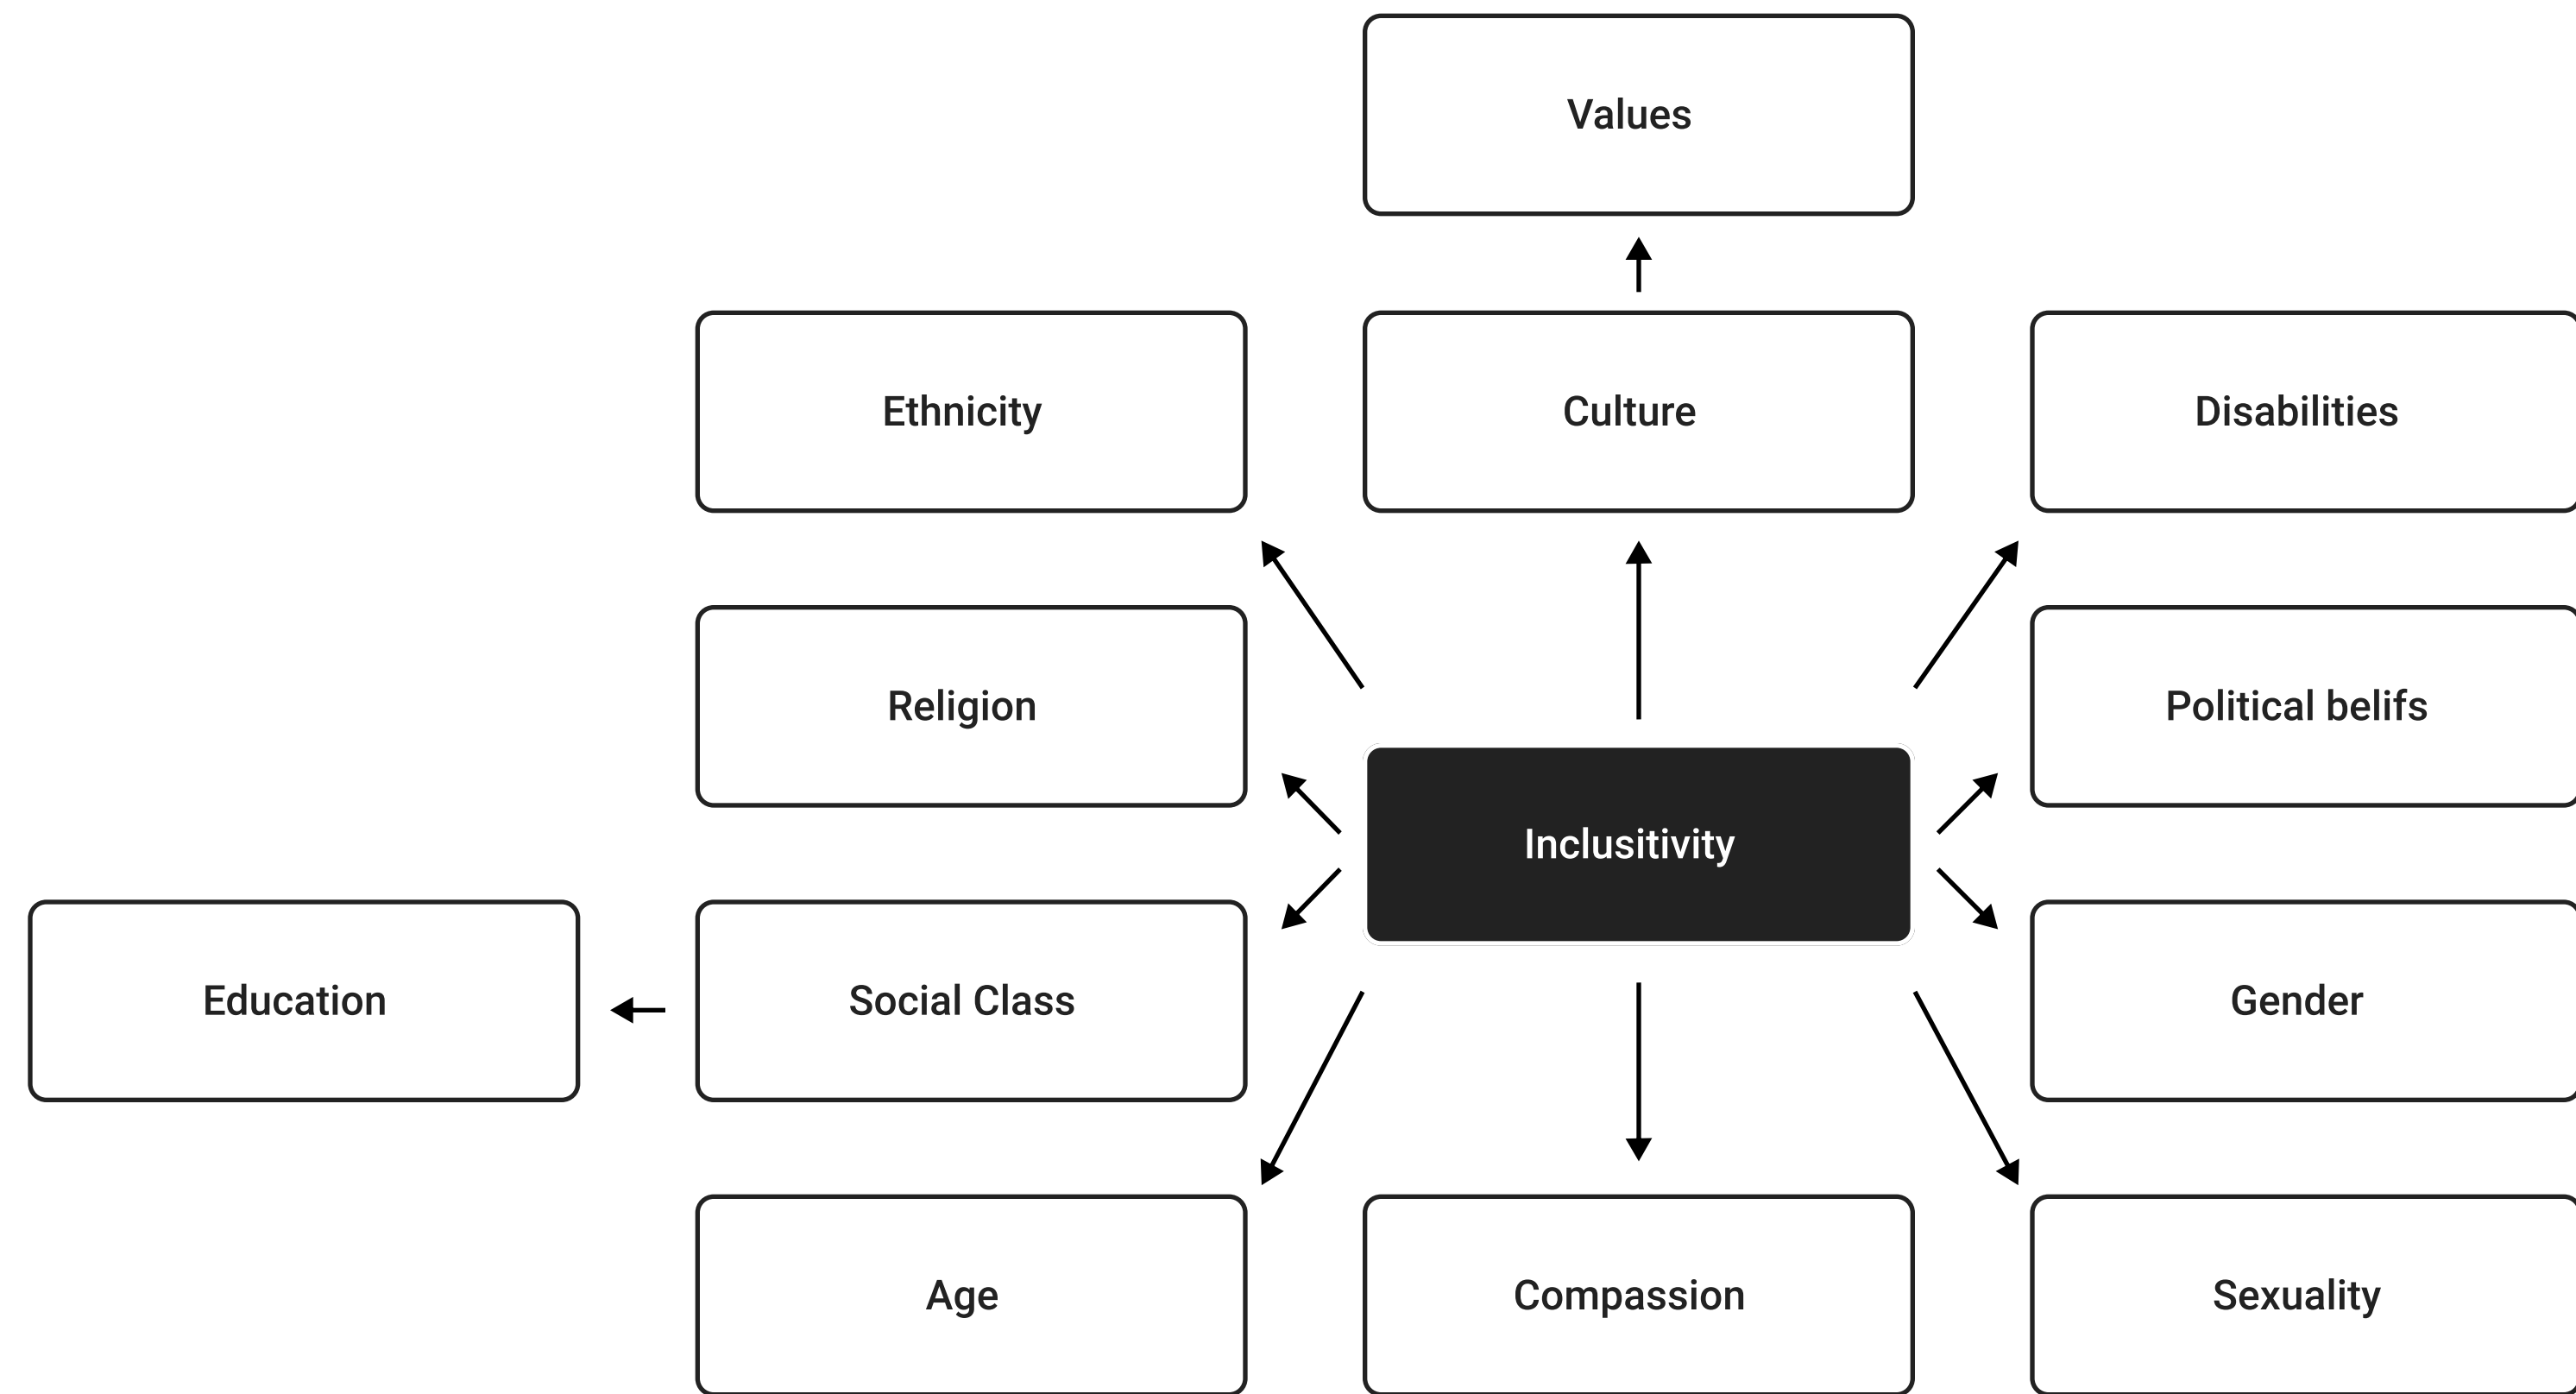 Values
Ethnicity
Culture
Disabilities
Religion
Political belifs
Inclusitivity
Education
Social Class
Gender
Age
Compassion
Sexuality